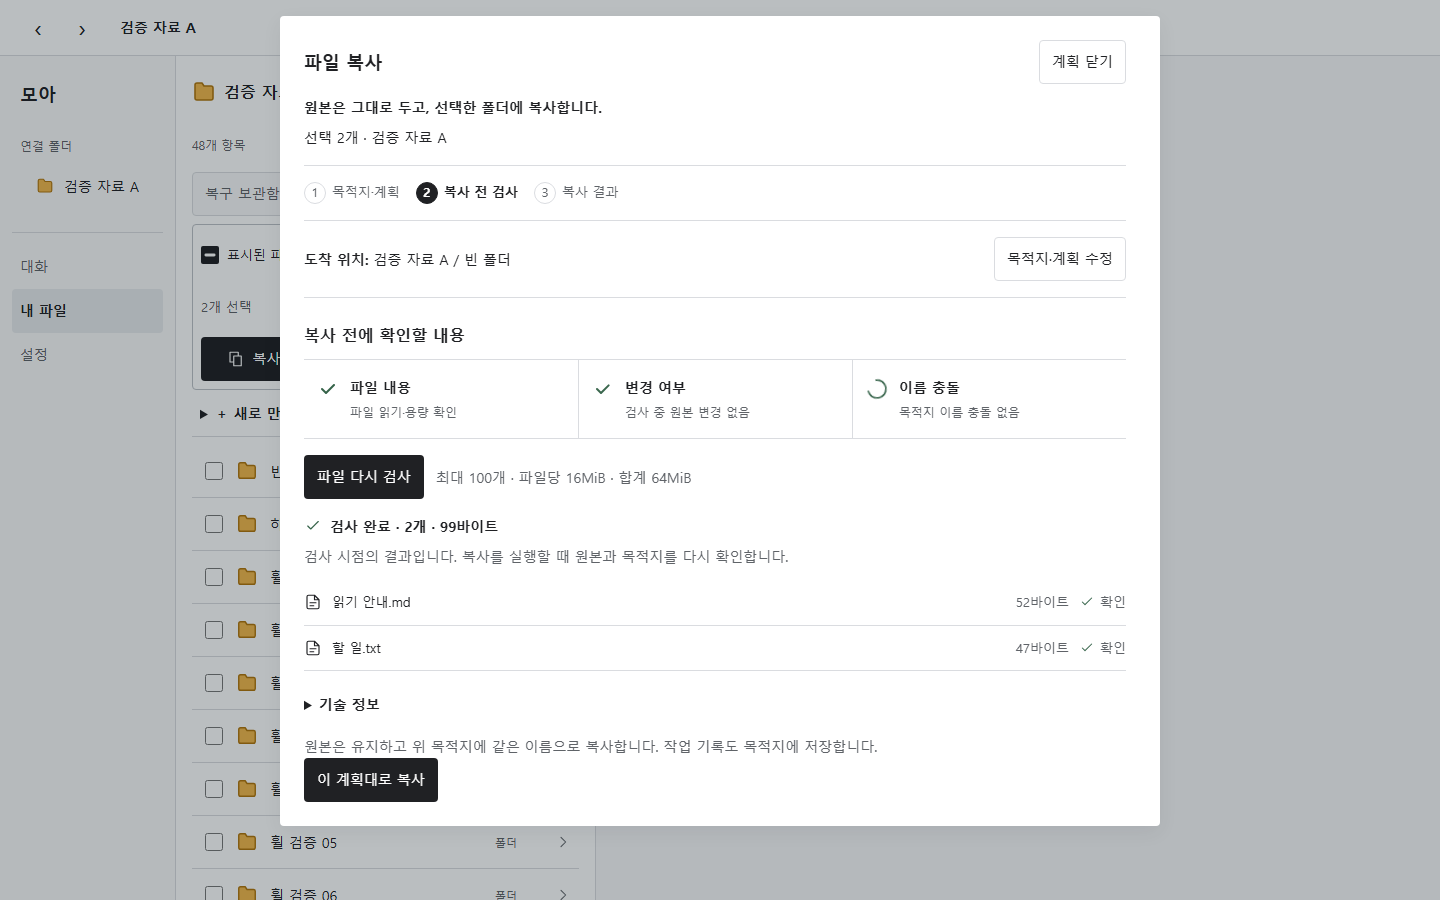 검증 자료 A
모아
연결 폴더
검증 자료 A
대화
내 파일
설정
검증 자
48개 항목
복구 보관함
표시된
2개 선택
복사
+ 새로 만
휠 검증 05
폴더
휠 검증 06
폴더
파일 복사
계획 닫기
원본은 그대로 두고, 선택한 폴더에 복사합니다.
선택 2개 · 검증 자료 A
1 목적지·계획
2 복사 전 검사
3 복사 결과
도착 위치: 검증 자료 A / 빈 폴더
목적지·계획 수정
복사 전에 확인할 내용
파일 내용
파일 읽기·용량 확인
변경 여부
검사 중 원본 변경 없음
이름 충돌
목적지 이름 충돌 없음
파일 다시 검사
최대 100개 · 파일당 16MiB · 합계 64MiB
검사 완료 · 2개 · 99바이트
검사 시점의 결과입니다. 복사를 실행할 때 원본과 목적지를 다시 확인합니다.
읽기 안내.md
52바이트
확인
할 일.txt
47바이트
확인
기술 정보
원본은 유지하고 위 목적지에 같은 이름으로 복사합니다. 작업 기록도 목적지에 저장합니다.
이 계획대로 복사